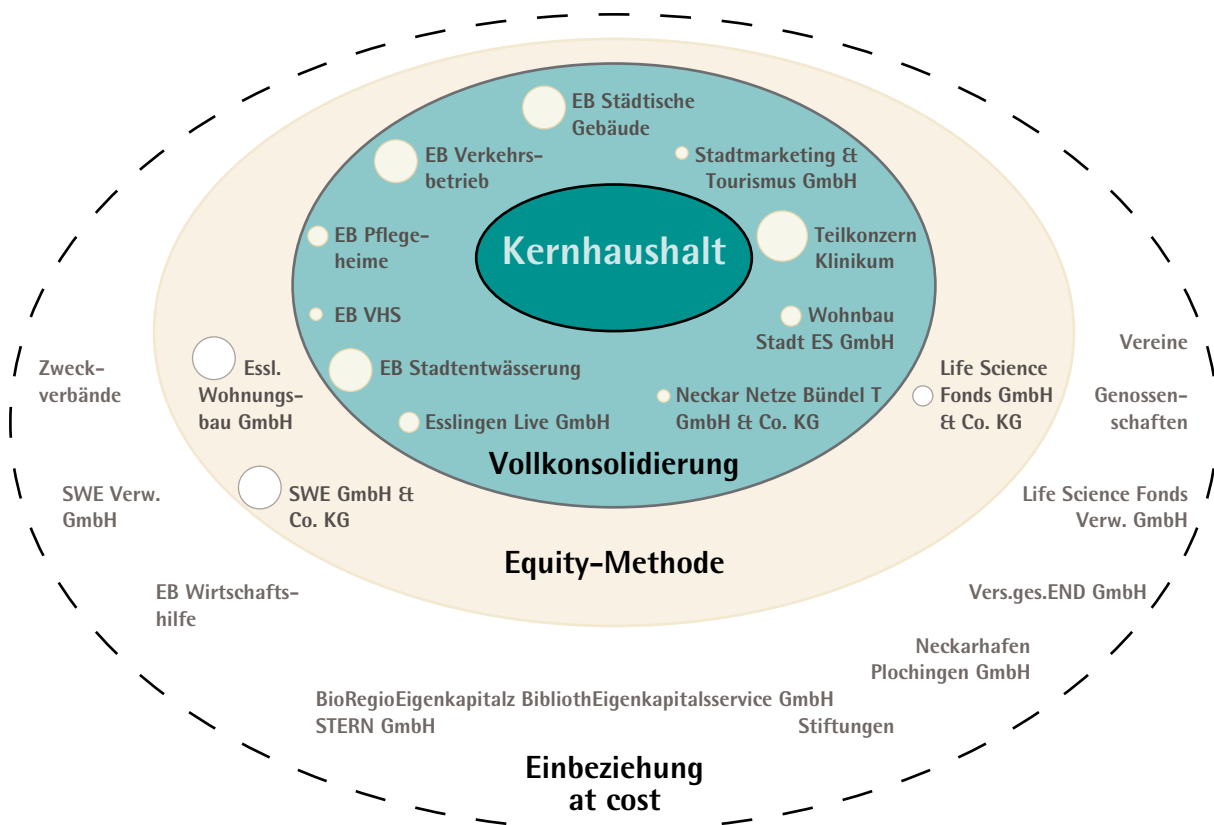 EB Städtische
Gebäude
EB Verkehrs-
betrieb
Stadtmarketing &
Tourismus GmbH
EB Pflege-
heime
Kernhaushalt
Teilkonzern
Klinikum
EB VHS
Wohnbau
Stadt ES GmbH
EB Stadtentwässerung
Neckar Netze Bündel T
GmbH & Co. KG
Esslingen Live GmbH
Vollkonsolidierung
Essl.
Wohnungs-
bau GmbH
Life Science
Fonds GmbH
& Co. KG
SWE GmbH &
Co. KG
Equity-Methode
Zweck-
verbände
Vereine
Genossen-
schaften
SWE Verw.
GmbH
Life Science Fonds
Verw. GmbH
EB Wirtschafts-
hilfe
Vers.ges.END GmbH
Neckarhafen
Plochingen GmbH
BioRegioEigenkapitalz BibliothEigenkapitalsservice GmbH
STERN GmbH
Stiftungen
Einbeziehung
at cost